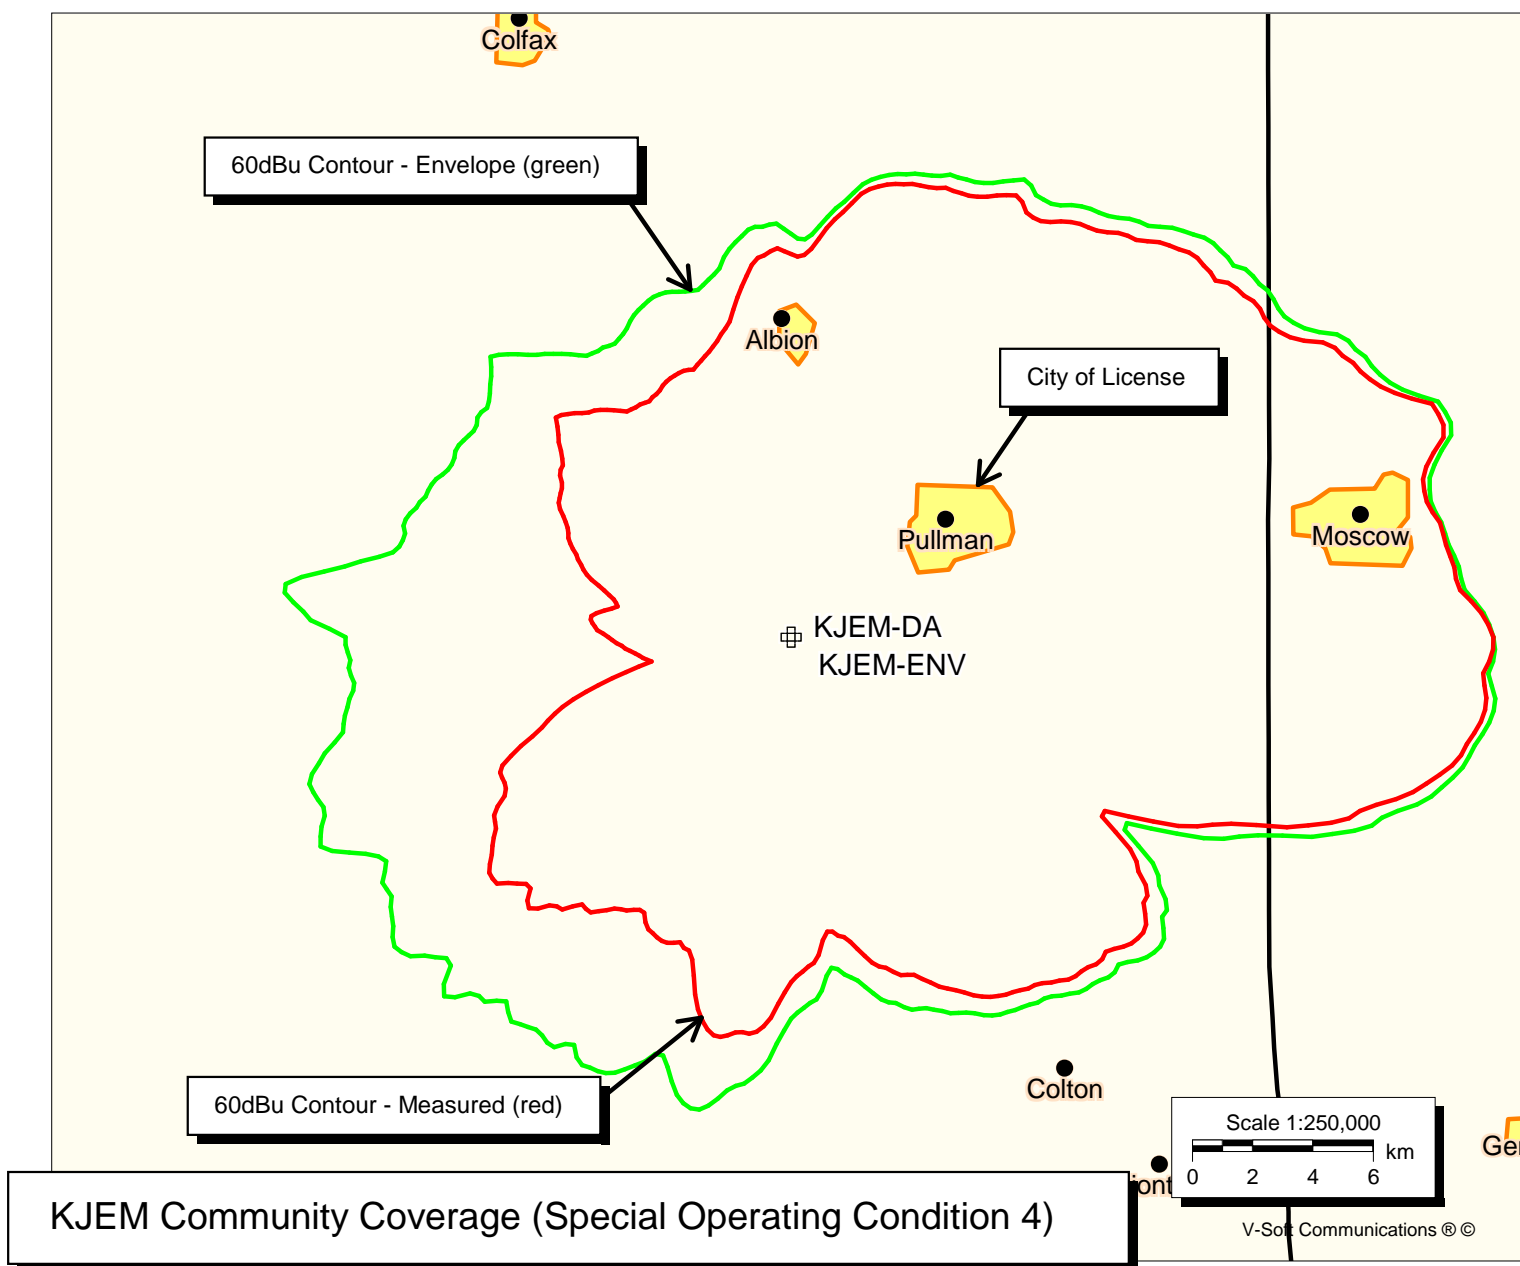 Colfax
60dBu Contour - Envelope (green)
Albion
City of License
Pullman
Moscow
KJEM-DA
KJEM-ENV
Colton
60dBu Contour - Measured (red)
Scale 1:250,000
km
0 2 4 6
KJEM Community Coverage (Special Operating Condition 4)
V-Soft Communications ® ©